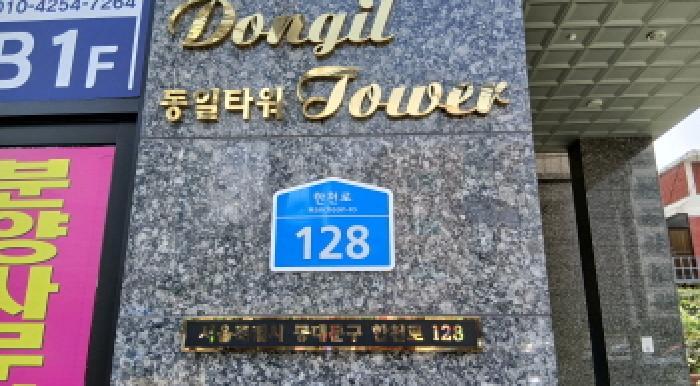 010-4254-7264
B1F
Dongil
동일타워 Tower
한천로
128
서울특별시 동대문구 한천로 128
분
양
사
무